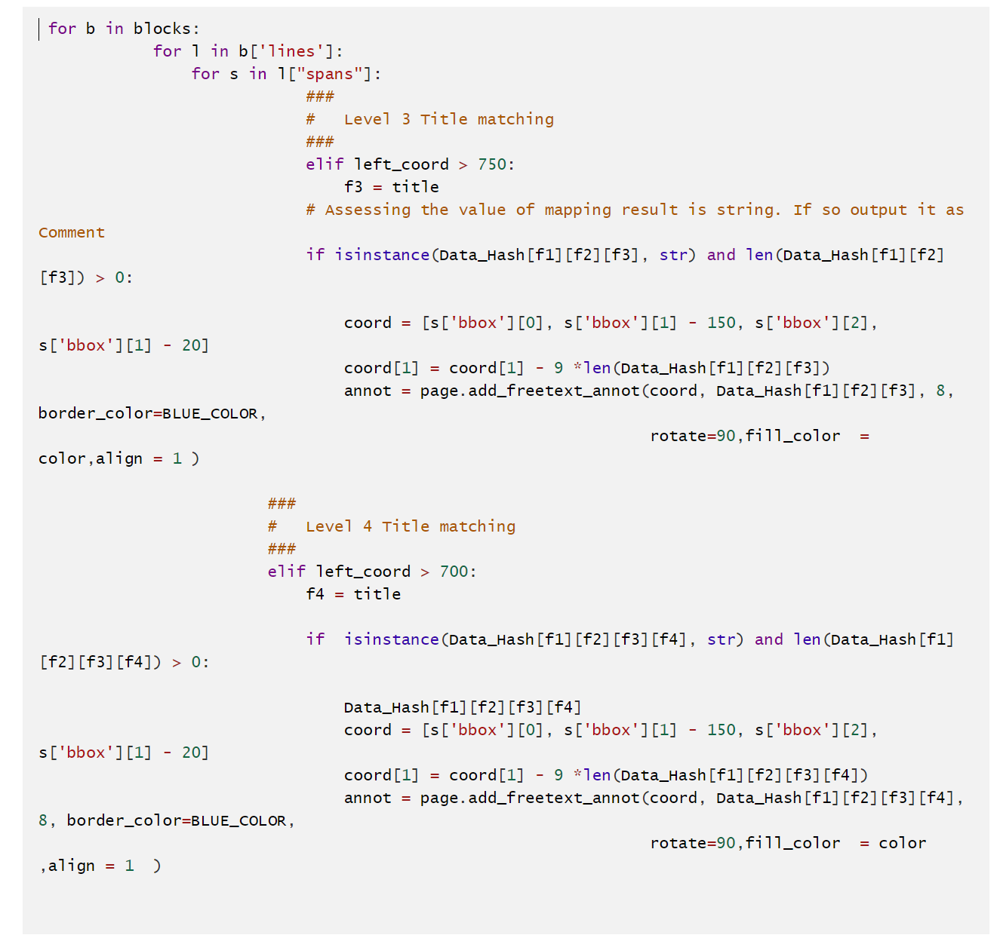 for b in blocks:
for l in b['lines']:
for s in l["spans"]:
###
#   Level 3 Title matching
###
elif left_coord > 750:
f3 = title
# Assessing the value of mapping result is string. If so output it as
Comment
if isinstance(Data_Hash[f1][f2][f3], str) and len(Data_Hash[f1][f2]
[f3]) > 0:
coord = [s['bbox'][0], s['bbox'][1] - 150, s['bbox'][2],
s['bbox'][1] - 20]
coord[1] = coord[1] - 9 *len(Data_Hash[f1][f2][f3])
annot = page.add_freetext_annot(coord, Data_Hash[f1][f2][f3], 8,
border_color=BLUE_COLOR,
rotate=90,fill_color  =
color,align = 1 )
###
#   Level 4 Title matching
###
elif left_coord > 700:
f4 = title
if  isinstance(Data_Hash[f1][f2][f3][f4], str) and len(Data_Hash[f1]
[f2][f3][f4]) > 0:
Data_Hash[f1][f2][f3][f4]
coord = [s['bbox'][0], s['bbox'][1] - 150, s['bbox'][2],
s['bbox'][1] - 20]
coord[1] = coord[1] - 9 *len(Data_Hash[f1][f2][f3][f4])
annot = page.add_freetext_annot(coord, Data_Hash[f1][f2][f3][f4],
8, border_color=BLUE_COLOR,
rotate=90,fill_color  = color
,align = 1  )